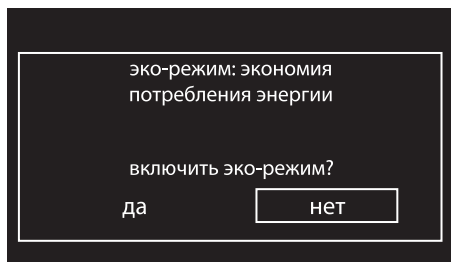 эко-режим: экономия
потребления энергии
включить эко-режим?
да нет